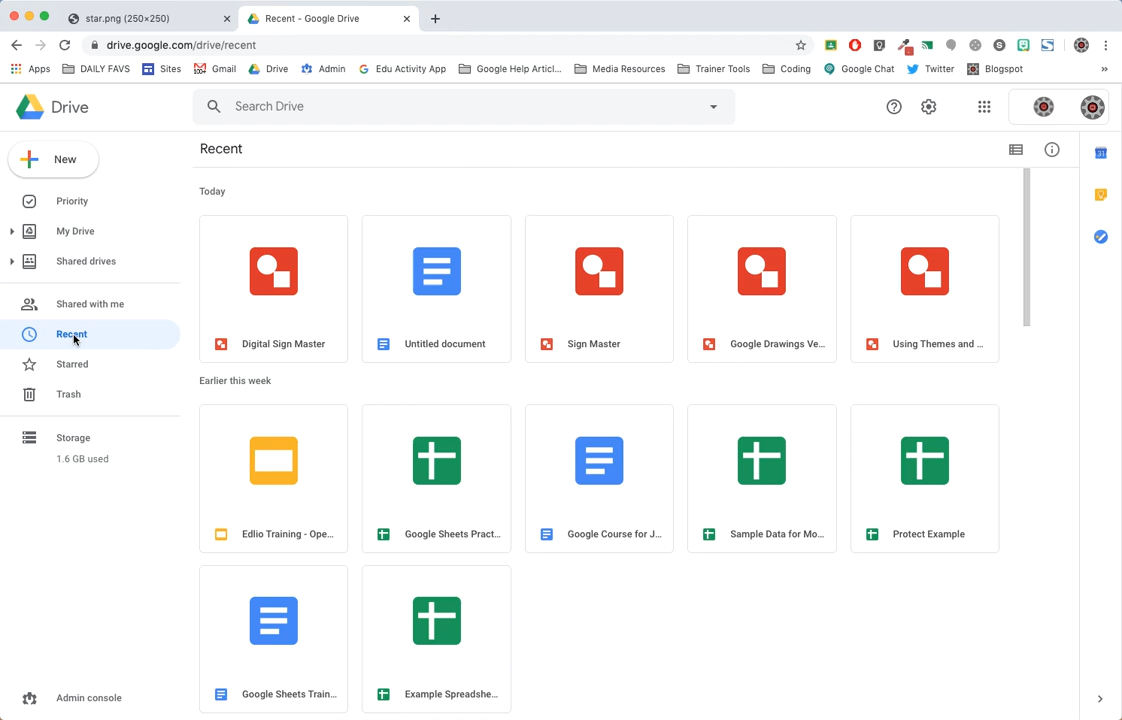 star.png (250×250)
Recent - Google Drive
drive.google.com/drive/recent
Apps
DAILY FAVS
Sites
Gmail
Drive
Admin
Edu Activity App
Google Help Articl...
Media Resources
Trainer Tools
Coding
Google Chat
Twitter
Blogspot
Drive
Search Drive
New
Priority
My Drive
Shared drives
Shared with me
Recent
Starred
Trash
Storage
1.6 GB used
Admin console
Recent
Today
Digital Sign Master
Untitled document
Sign Master
Google Drawings Ve...
Using Themes and ...
Earlier this week
Edlio Training - Ope...
Google Sheets Pract...
Google Course for J...
Sample Data for Mo...
Protect Example
Google Sheets Train...
Example Spreadshe...